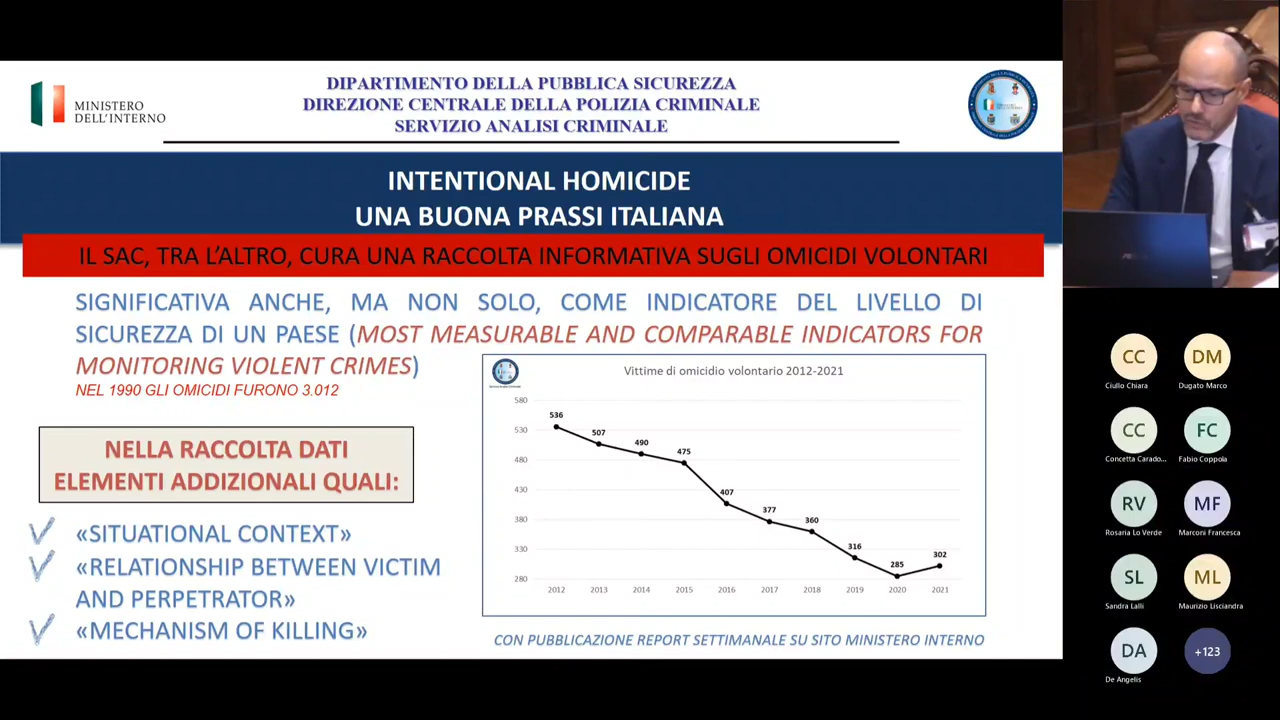 DIPARTIMENTO DELLA PUBBLICA SICUREZZA
DIREZIONE CENTRALE DELLA POLIZIA CRIMINALE
SERVIZIO ANALISI CRIMINALE
MINISTERO
DELL'INTERNO
INTENTIONAL HOMICIDE
UNA BUONA PRASSI ITALIANA
IL SAC, TRA L'ALTRO, CURA UNA RACCOLTA INFORMATIVA SUGLI OMICIDI VOLONTARI
SIGNIFICATIVA ANCHE, MA NON SOLO, COME INDICATORE DEL LIVELLO DI
SICUREZZA DI UN PAESE (MOST MEASURABLE AND COMPARABLE INDICATORS FOR
MONITORING VIOLENT CRIMES)
NEL 1990 GLI OMICIDI FURONO 3.012
NELLA RACCOLTA DATI
ELEMENTI ADDIZIONALI QUALI:
«SITUATIONAL CONTEXT»
«RELATIONSHIP BETWEEN VICTIM
AND PERPETRATOR»
«MECHANISM OF KILLING»
Vittime di omicidio volontario 2012-2021
580
530
480
430
380
330
280
536
507
490
475
407
377
360
316
285
302
2012 2013 2014 2015 2016 2017 2018 2019 2020 2021
CON PUBBLICAZIONE REPORT SETTIMANALE SU SITO MINISTERO INTERNO
CC DM
Ciullo Chiara Dugato Marco
CC FC
Concetta Carado... Fabio Coppola
RV MF
Rosaria Lo Verde Marconi Francesca
SL ML
Sandra Lalli Maurizio Lisciandra
DA +123
De Angelis